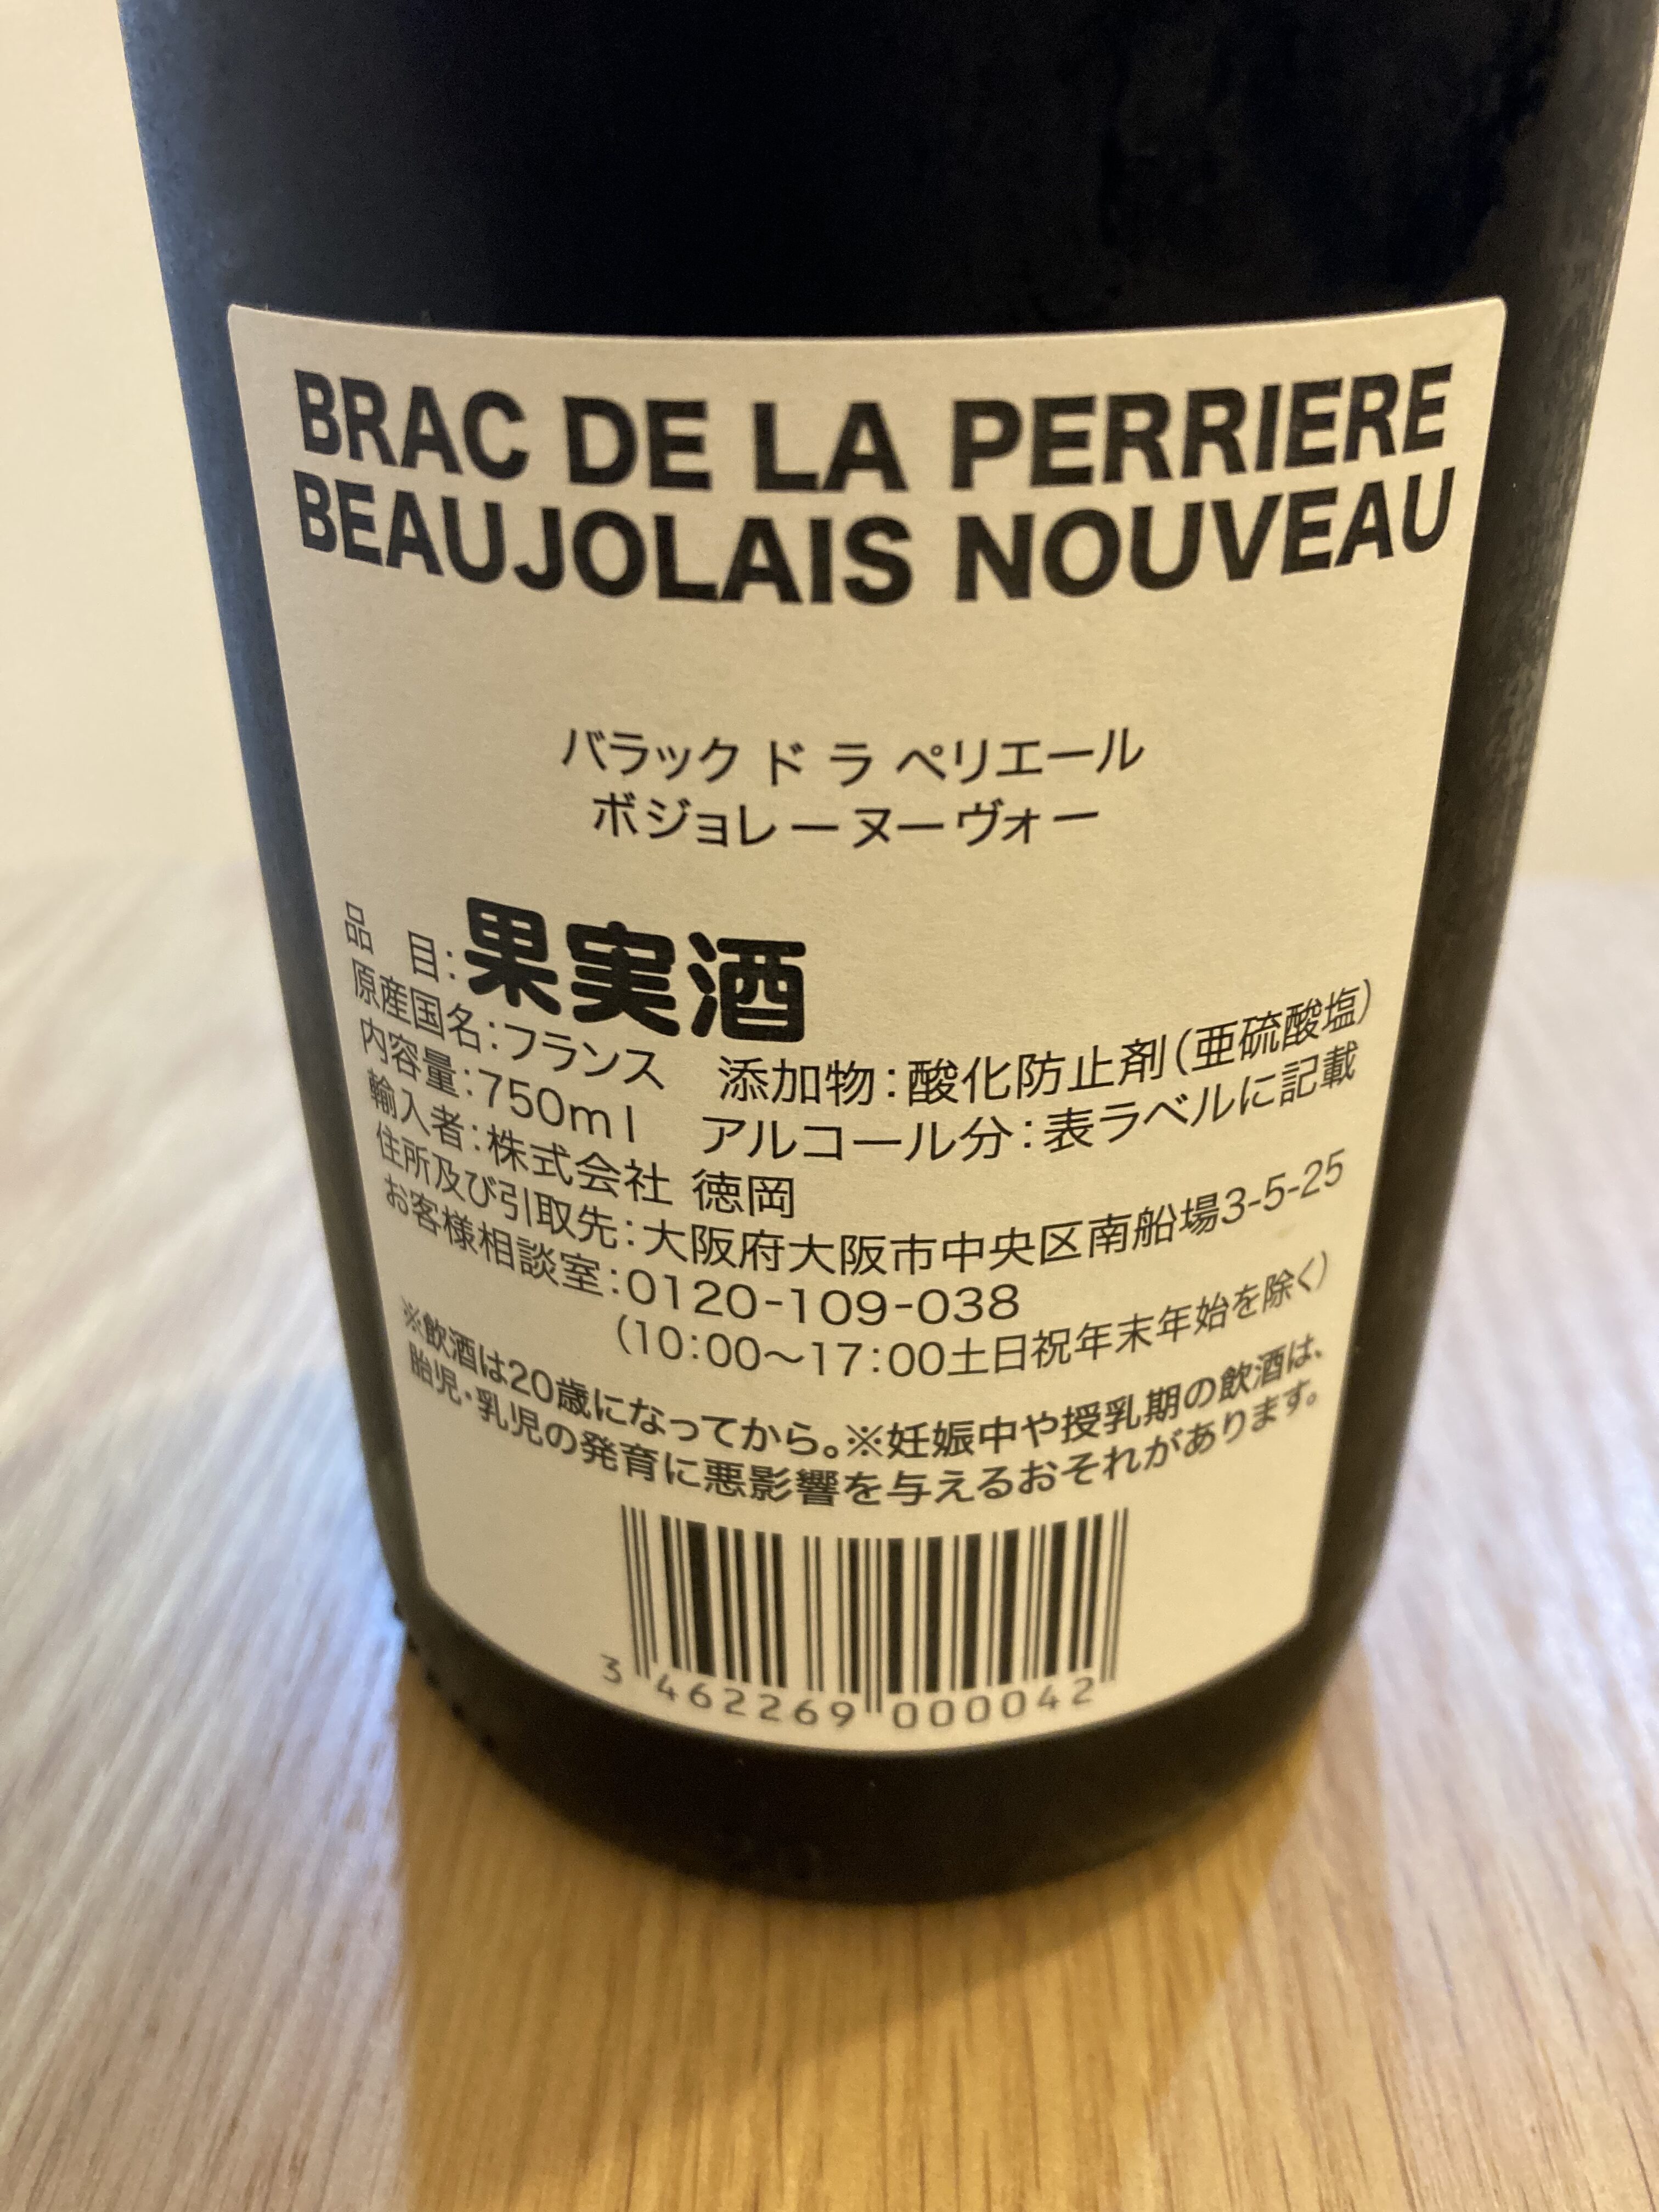 BRAC DE LA PERRIERE
BEAUJOLAIS NOUVEAU
バラック ド ラ ペリエール
ボジョレーヌーヴォー
品　目:果実酒
原産国名:フランス　添加物:酸化防止剤(亜硫酸塩)
内容量:750ml　アルコール分:表ラベルに記載
輸入者:株式会社 徳岡
住所及び引取先:大阪府大阪市中央区南船場3-5-25
お客様相談室:0120-109-038
(10:00〜17:00土日祝年末年始を除く)
※飲酒は20歳になってから。※妊娠中や授乳期の飲酒は、
胎児・乳児の発育に悪影響を与えるおそれがあります。
3 462269 000042